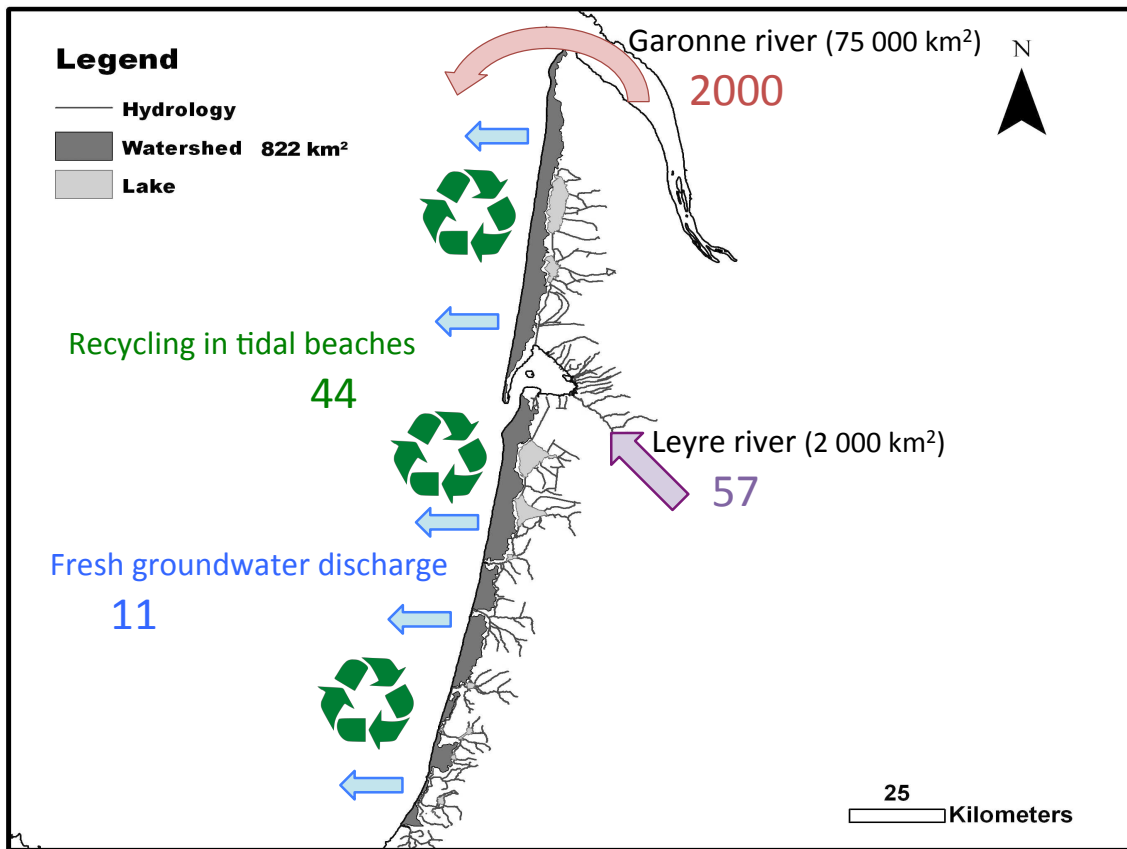 Legend
Hydrology
Watershed 822 km²
Lake
Garonne river (75 000 km²)
2000
N
Recycling in tidal beaches
44
Leyre river (2 000 km²)
57
Fresh groundwater discharge
11
25
Kilometers